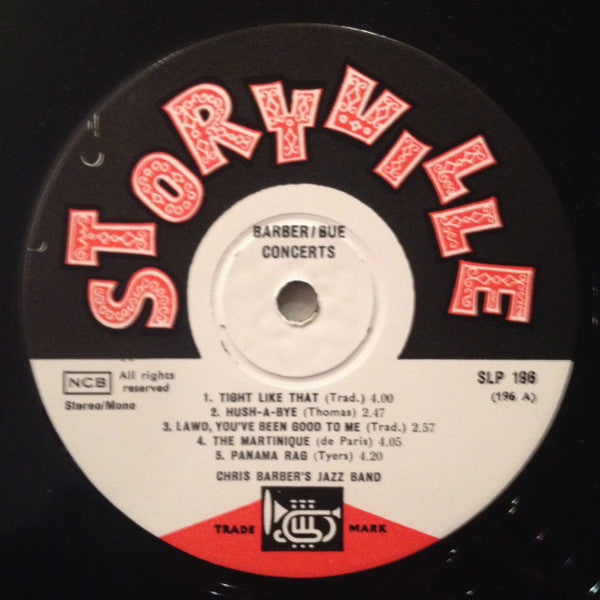 STORYVILLE
BARBER/BUE
CONCERTS
NCB
All rights
reserved
Stereo/Mono
SLP 196
(196 A)
1. TIGHT LIKE THAT (Trad.) 4.00
2. HUSH-A-BYE (Thomas) 2.47
3. LAWD, YOU'VE BEEN GOOD TO ME (Trad.) 2.57
4. THE MARTINIQUE (de Paris) 4.05
5. PANAMA RAG (Tyers) 4.20
CHRIS BARBER'S JAZZ BAND
TRADE MARK